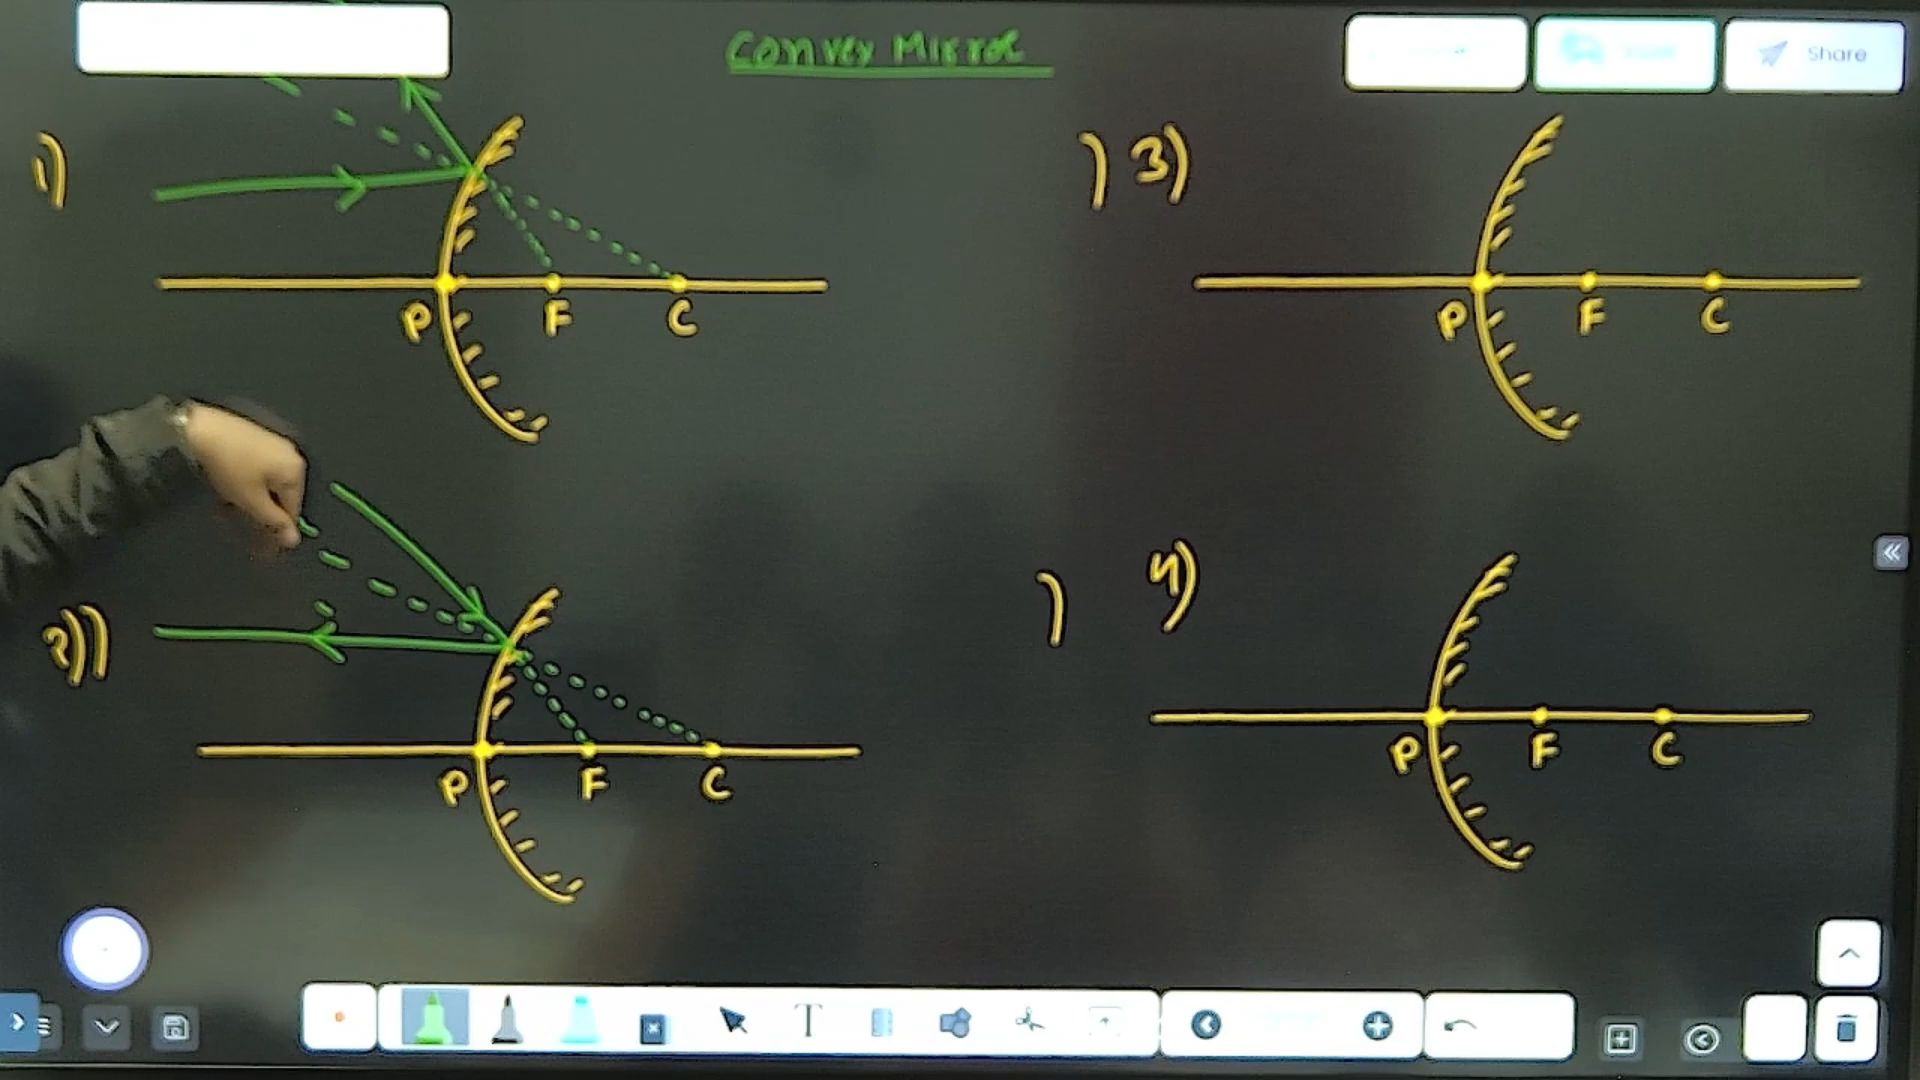 Convex Mirror
Share
1)
P F C
) 3)
P F C
2))
P F C
) 4)
P F C
T